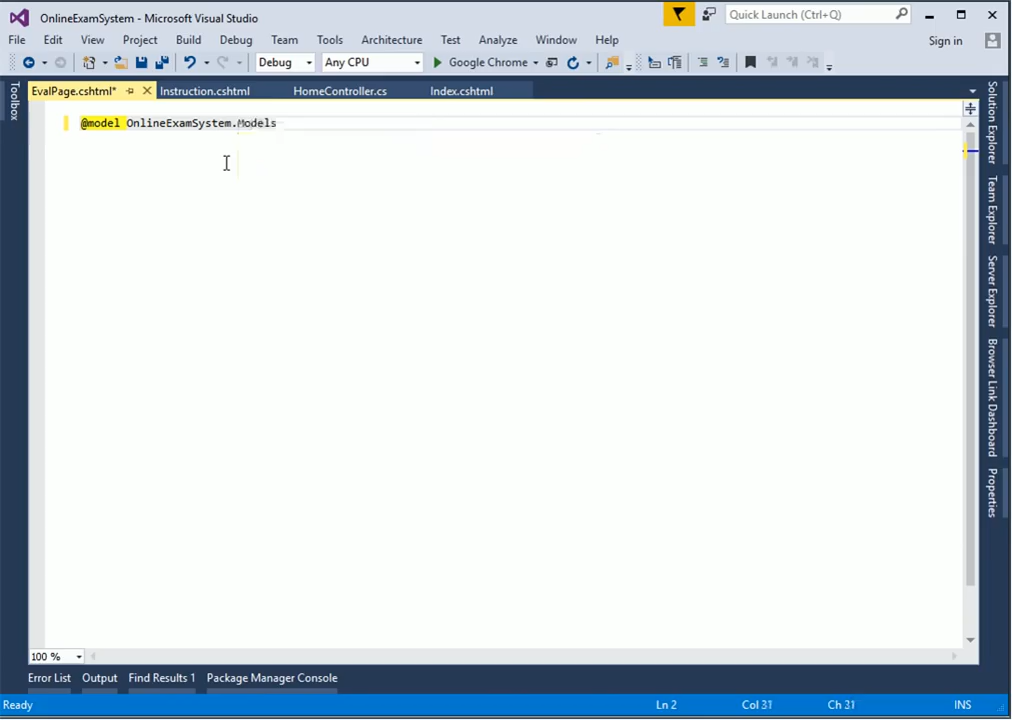 OnlineExamSystem - Microsoft Visual Studio
Quick Launch (Ctrl+Q)
File Edit View Project Build Debug Team Tools Architecture Test Analyze Window Help Sign in
Debug Any CPU Google Chrome
EvalPage.cshtml* Instruction.cshtml HomeController.cs Index.cshtml
@model OnlineExamSystem.Models
Toolbox
Solution Explorer
Team Explorer
Server Explorer
Browser Link Dashboard
Properties
100 %
Error List Output Find Results 1 Package Manager Console
Ready Ln 2 Col 31 Ch 31 INS